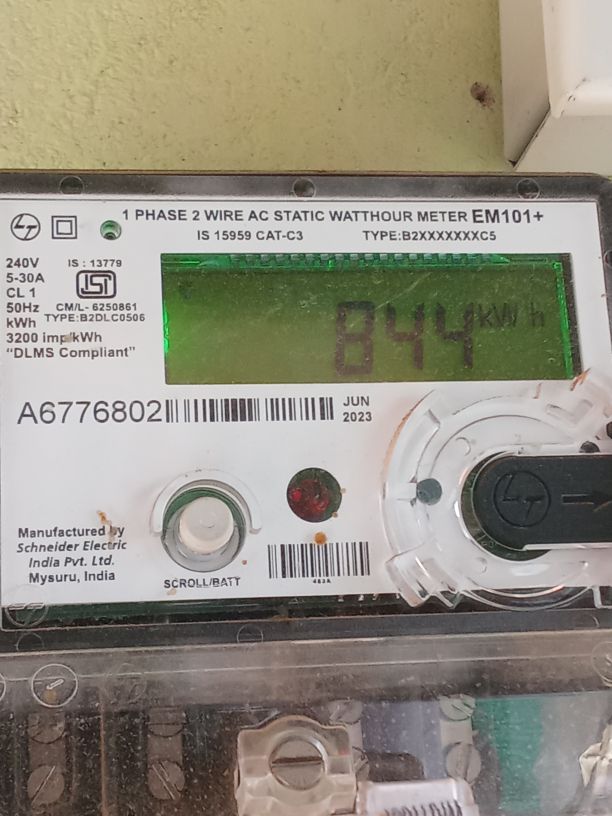 1 PHASE 2 WIRE AC STATIC WATTHOUR METER EM101+
IS 15959 CAT-C3 TYPE:B2XXXXXXXC5
240V
5-30A
CL 1
50Hz
kWh
3200 imp/kWh
"DLMS Compliant"
IS : 13779
ISI
CM/L- 6250861
TYPE:B2DLC0506
844 kWh
A6776802
JUN
2023
Manufactured by
Schneider Electric
India Pvt. Ltd.
Mysuru, India
SCROLL/BATT
LT